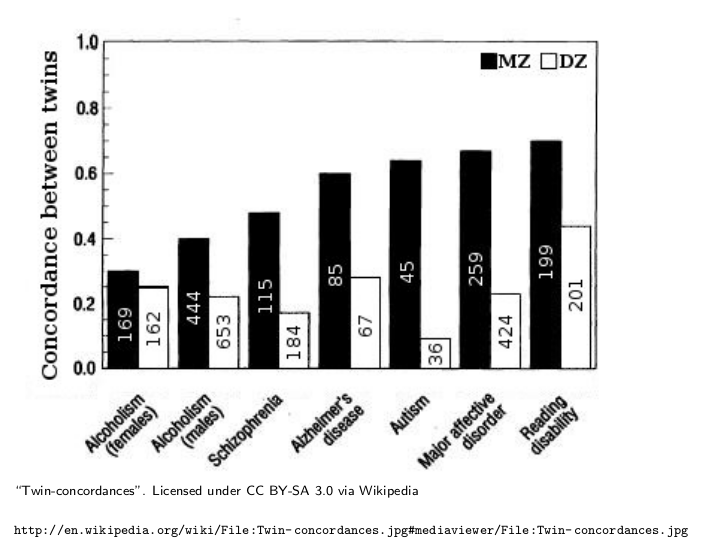 1.0
MZ DZ
0.8
0.6
0.4
0.2
0.0
Concordance between twins
169 162
444 653
115 184
85 67
45 36
259 424
199 201
Alcoholism
(females)
Alcoholism
(males)
Schizophrenia
Alzheimer's
disease
Autism
Major affective
disorder
Reading
disability
“Twin-concordances”. Licensed under CC BY-SA 3.0 via Wikipedia
http://en.wikipedia.org/wiki/File:Twin-concordances.jpg#mediaviewer/File:Twin-concordances.jpg